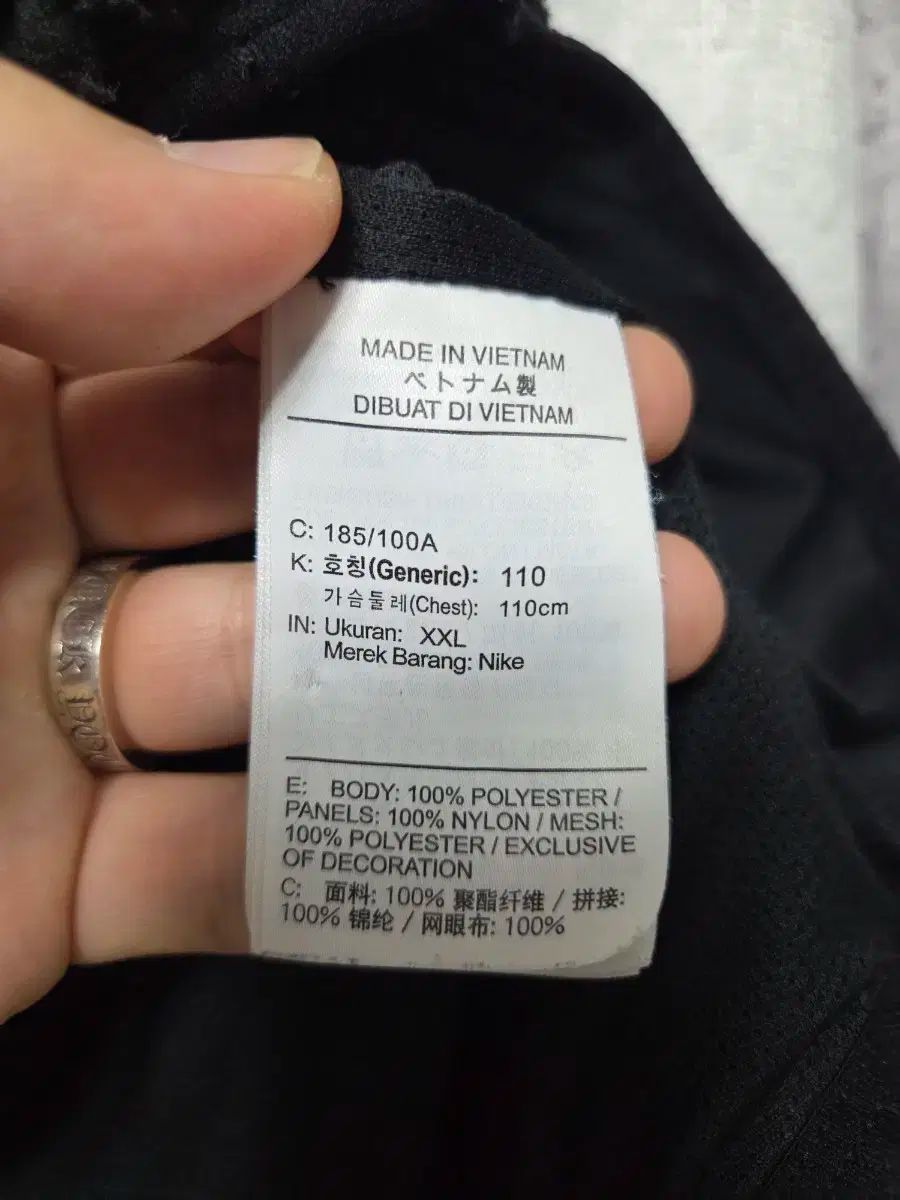 MADE IN VIETNAM
ベトナム製
DIBUAT DI VIETNAM
C: 185/100A
K: 호칭(Generic): 110
가슴둘레(Chest): 110cm
IN: Ukuran: XXL
Merek Barang: Nike
E: BODY: 100% POLYESTER /
PANELS: 100% NYLON / MESH:
100% POLYESTER / EXCLUSIVE
OF DECORATION
C: 面料: 100% 聚酯纤维 / 拼接:
100% 锦纶 / 网眼布: 100%